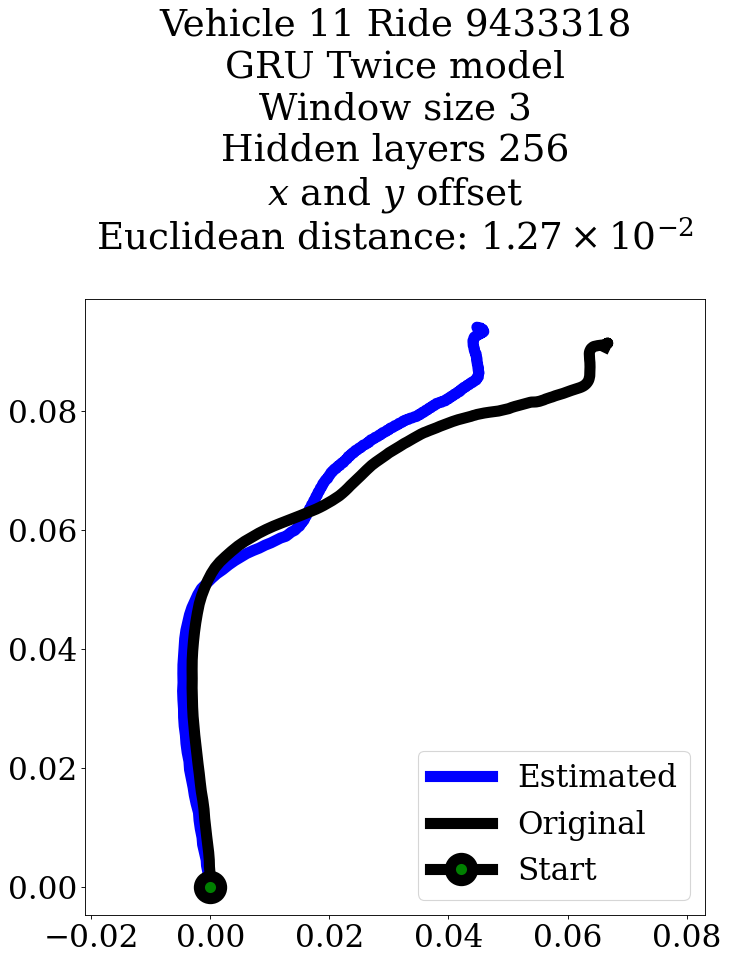 Vehicle 11 Ride 9433318
GRU Twice model
Window size 3
Hidden layers 256
x and y offset
Euclidean distance: 1.27 × 10⁻²
0.08
0.06
0.04
0.02
0.00
Estimated
Original
Start
−0.02 0.00 0.02 0.04 0.06 0.08